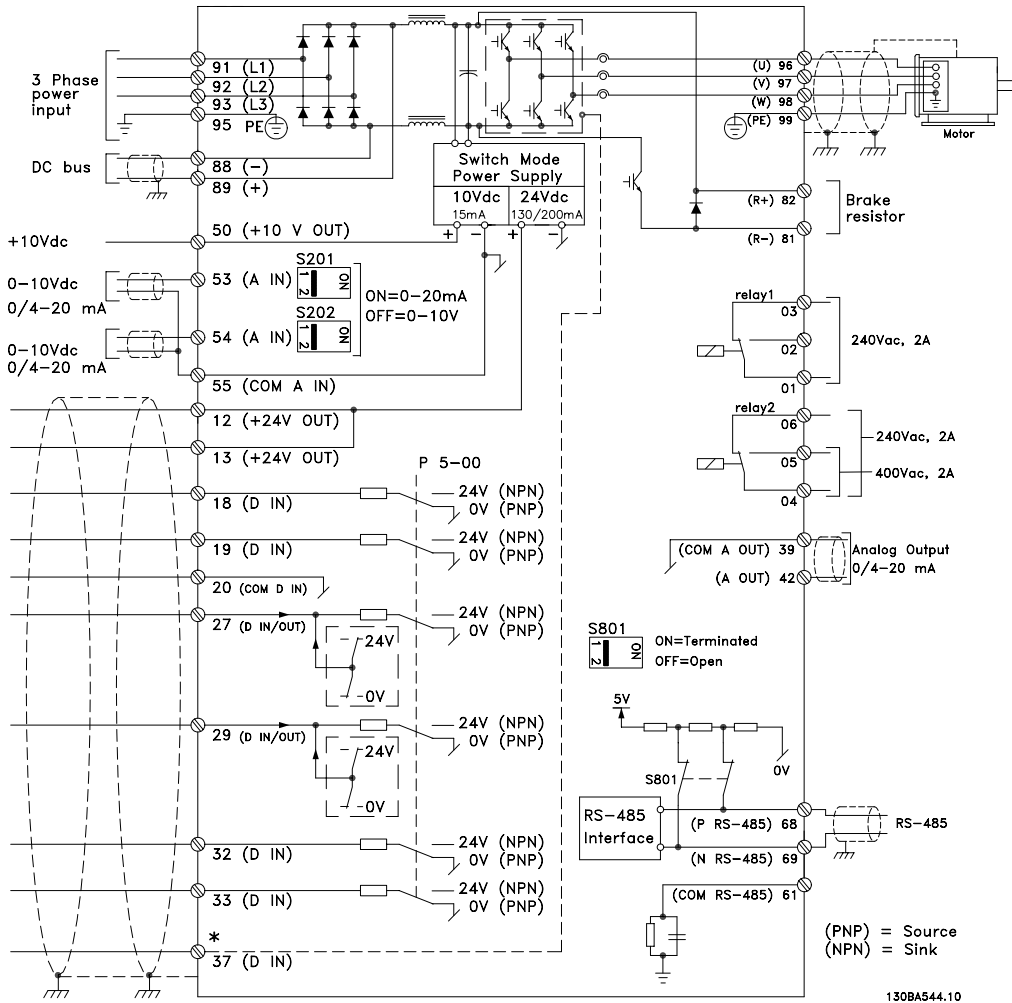 3 Phase
power
input
91 (L1)
92 (L2)
93 (L3)
95 PE
DC bus
88 (-)
89 (+)
Switch Mode
Power Supply
10Vdc
15mA
24Vdc
130/200mA
+ - + -
(U) 96
(V) 97
(W) 98
(PE) 99
Motor
(R+) 82
(R-) 81
Brake
resistor
+10Vdc
50 (+10 V OUT)
0-10Vdc
0/4-20 mA
53 (A IN)
S201
1 2
ON
S202
1 2
ON
ON=0-20mA
OFF=0-10V
0-10Vdc
0/4-20 mA
54 (A IN)
55 (COM A IN)
12 (+24V OUT)
13 (+24V OUT)
relay1
03
02
01
240Vac, 2A
relay2
06
05
04
240Vac, 2A
400Vac, 2A
P 5-00
18 (D IN)
24V (NPN)
0V (PNP)
19 (D IN)
24V (NPN)
0V (PNP)
20 (COM D IN)
27 (D IN/OUT)
24V (NPN)
0V (PNP)
24V
0V
29 (D IN/OUT)
24V (NPN)
0V (PNP)
24V
0V
32 (D IN)
24V (NPN)
0V (PNP)
33 (D IN)
24V (NPN)
0V (PNP)
*
37 (D IN)
(COM A OUT) 39
(A OUT) 42
Analog Output
0/4-20 mA
S801
1 2
ON
ON=Terminated
OFF=Open
5V
S801
0V
RS-485
Interface
(P RS-485) 68
(N RS-485) 69
RS-485
(COM RS-485) 61
(PNP) = Source
(NPN) = Sink
130BA544.10